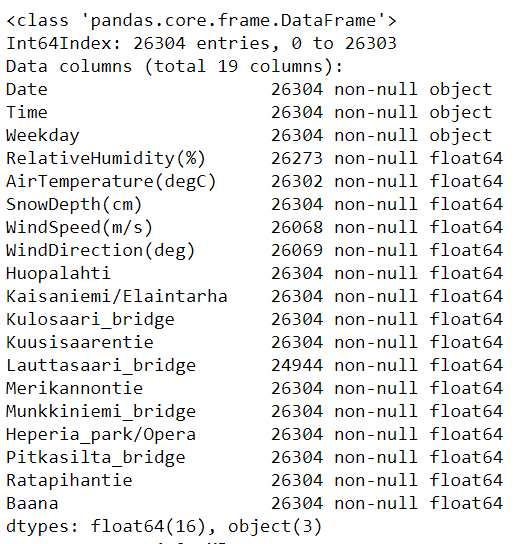 <class 'pandas.core.frame.DataFrame'>
Int64Index: 26304 entries, 0 to 26303
Data columns (total 19 columns):
Date                     26304 non-null object
Time                     26304 non-null object
Weekday                  26304 non-null object
RelativeHumidity(%)      26273 non-null float64
AirTemperature(degC)     26302 non-null float64
SnowDepth(cm)            26304 non-null float64
WindSpeed(m/s)           26068 non-null float64
WindDirection(deg)       26069 non-null float64
Huopalahti               26304 non-null float64
Kaisaniemi/Elaintarha    26304 non-null float64
Kulosaari_bridge         26304 non-null float64
Kuusisaarentie           26304 non-null float64
Lauttasaari_bridge       24944 non-null float64
Merikannontie            26304 non-null float64
Munkkiniemi_bridge       26304 non-null float64
Heperia_park/Opera       26304 non-null float64
Pitkasilta_bridge        26304 non-null float64
Ratapihantie             26304 non-null float64
Baana                    26304 non-null float64
dtypes: float64(16), object(3)